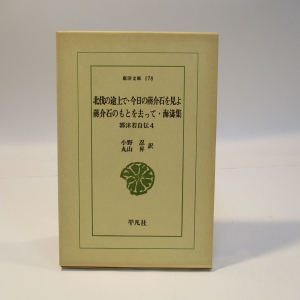 東洋文庫 178
北伐の途上で・今日の蔣介石を見よ
蔣介石のもとを去って・海濤集
郭沫若自伝4
小野 忍
丸山 昇 訳
平凡社